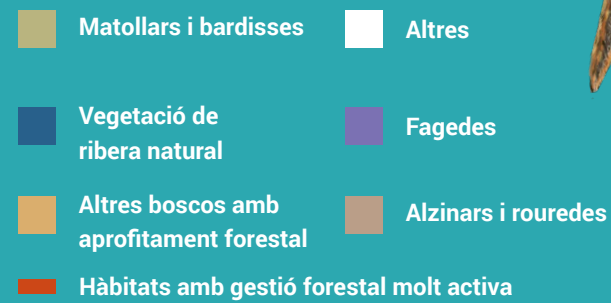 Matollars i bardisses
Altres
Vegetació de
ribera natural
Fagedes
Altres boscos amb
aprofitament forestal
Alzinars i rouredes
Hàbitats amb gestió forestal molt activa